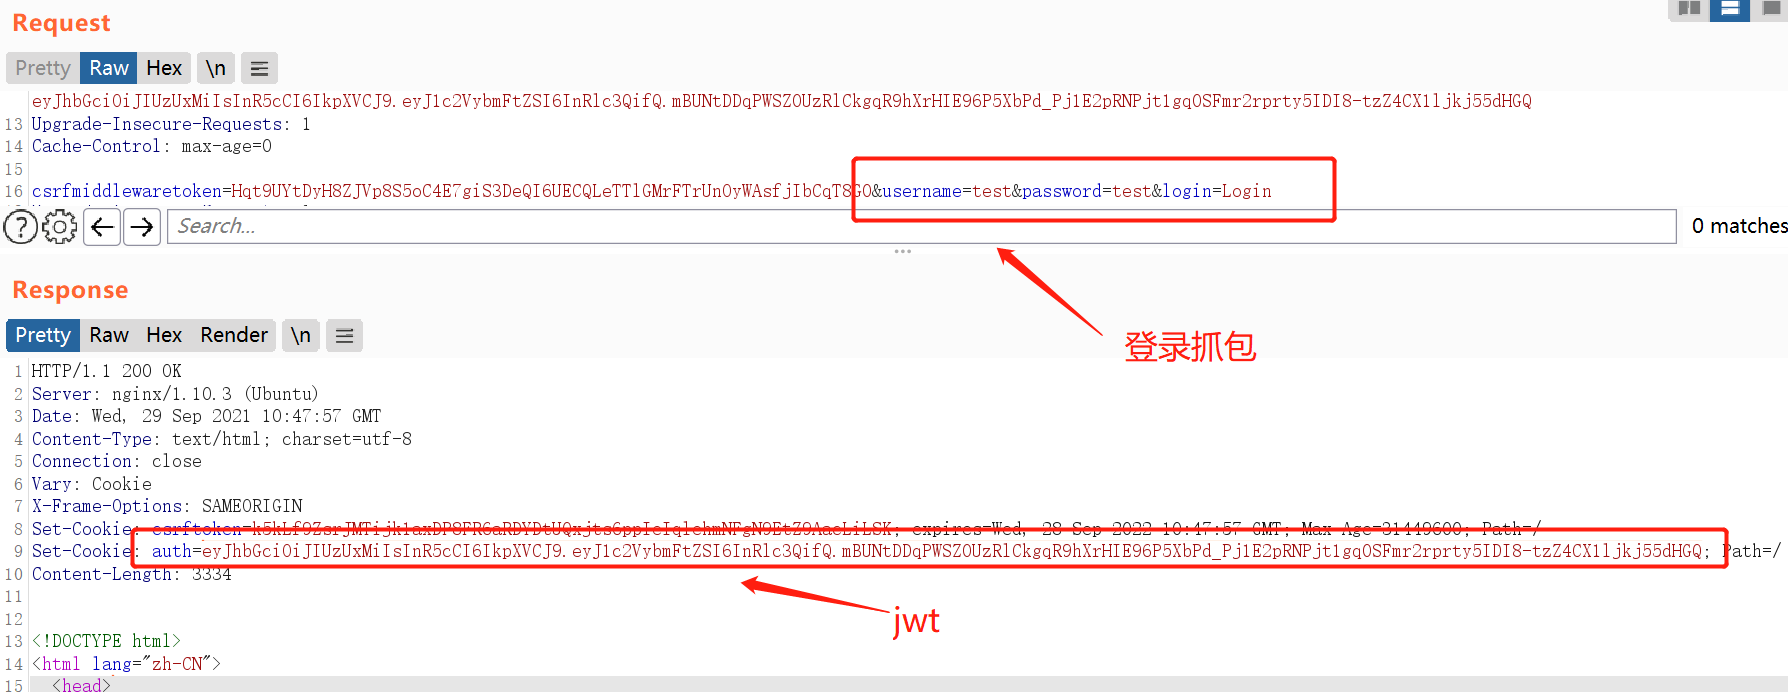 Request
Pretty Raw Hex \n
eyJhbGciOiJIUzUxMiIsInR5cCI6IkpXVCJ9.eyJ1c2VybmFtZSI6InRlc3QifQ.mBUNtDDqPWSZOUzRlCkgqR9hXrHIE96P5XbPd_Pj1E2pRNPjt1gqOSFmr2rprty5IDI8-tzZ4CX1ljkj55dHGQ
13 Upgrade-Insecure-Requests: 1
14 Cache-Control: max-age=0
15
16 csrfmiddlewaretoken=Hqt9UYtDyH8ZJVp8S5oC4E7giS3DeQI6UECQLeTTlGMrFTrUnOyWAsfjIbCqT8GO&username=test&password=test&login=Login
? Search... 0 matches
Response
登录抓包
Pretty Raw Hex Render \n
1 HTTP/1.1 200 OK
2 Server: nginx/1.10.3 (Ubuntu)
3 Date: Wed, 29 Sep 2021 10:47:57 GMT
4 Content-Type: text/html; charset=utf-8
5 Connection: close
6 Vary: Cookie
7 X-Frame-Options: SAMEORIGIN
8 Set-Cookie: csrftoken= expires=Wed, 28 Sep 2022 10:47:57 GMT; Max-Age=31449600; Path=/
9 Set-Cookie: auth=eyJhbGciOiJIUzUxMiIsInR5cCI6IkpXVCJ9.eyJ1c2VybmFtZSI6InRlc3QifQ.mBUNtDDqPWSZOUzRlCkgqR9hXrHIE96P5XbPd_Pj1E2pRNPjt1gqOSFmr2rprty5IDI8-tzZ4CX1ljkj55dHGQ; Path=/
10 Content-Length: 3334
11
jwt
12
13 <!DOCTYPE html>
14 <html lang="zh-CN">
15 <head>